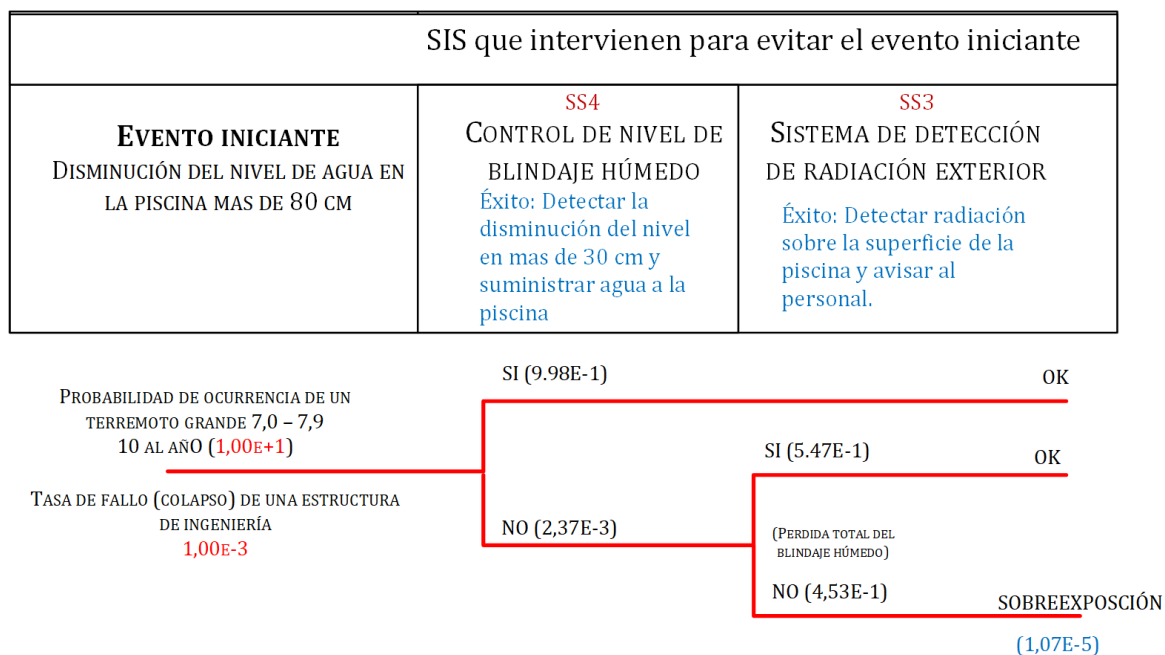 SIS que intervienen para evitar el evento iniciante
EVENTO INICIANTE
DISMINUCIÓN DEL NIVEL DE AGUA EN
LA PISCINA MAS DE 80 CM
SS4
CONTROL DE NIVEL DE
BLINDAJE HÚMEDO
Éxito: Detectar la
disminución del nivel
en mas de 30 cm y
suministrar agua a la
piscina
SS3
SISTEMA DE DETECCIÓN
DE RADIACIÓN EXTERIOR
Éxito: Detectar radiación
sobre la superficie de la
piscina y avisar al
personal.
PROBABILIDAD DE OCURRENCIA DE UN
TERREMOTO GRANDE 7,0 – 7,9
10 AL AÑO (1,00E+1)
TASA DE FALLO (COLAPSO) DE UNA ESTRUCTURA
DE INGENIERÍA
1,00E-3
SI (9.98E-1)
OK
NO (2,37E-3)
SI (5.47E-1)
OK
(PERDIDA TOTAL DEL
BLINDAJE HÚMEDO)
NO (4,53E-1)
SOBREEXPOSCIÓN
(1,07E-5)